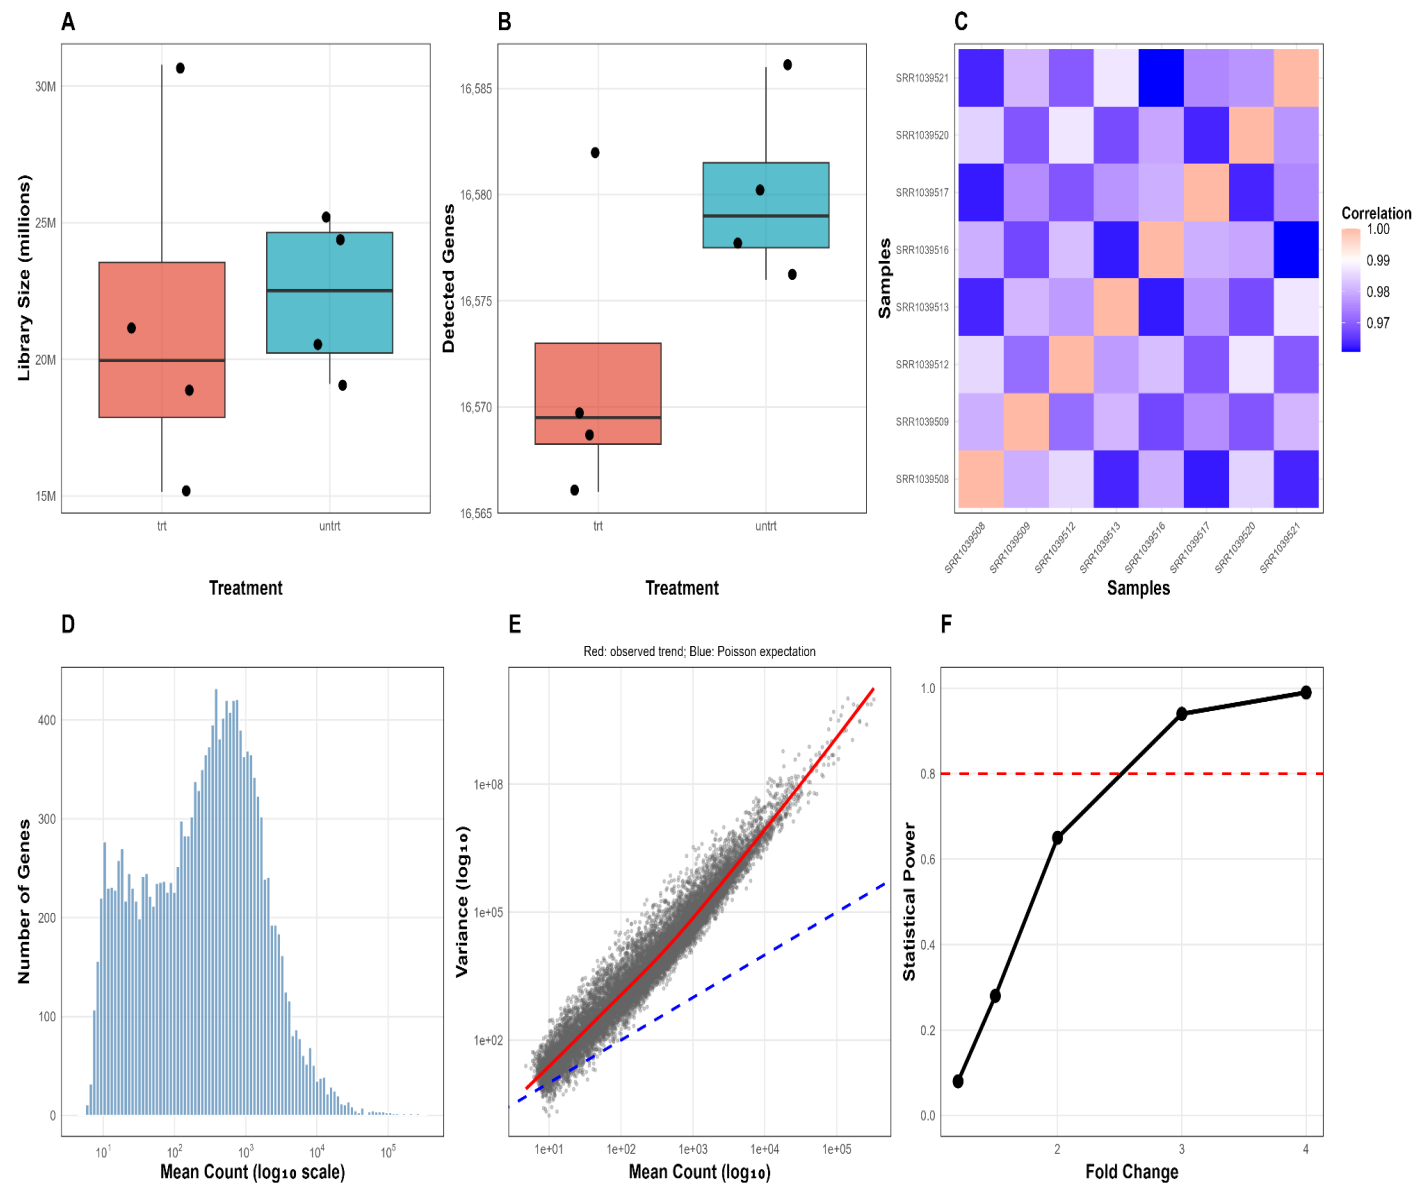 A
Library Size (millions)
30M
25M
20M
15M
trt
untrt
Treatment
B
Detected Genes
16,585
16,580
16,575
16,570
16,565
trt
untrt
Treatment
C
Samples
SRR1039521
SRR1039520
SRR1039517
SRR1039516
SRR1039513
SRR1039512
SRR1039509
SRR1039508
SRR1039508
SRR1039509
SRR1039512
SRR1039513
SRR1039516
SRR1039517
SRR1039520
SRR1039521
Samples
Correlation
1.00
0.99
0.98
0.97
D
Number of Genes
400
300
200
100
0
10¹
10²
10³
10⁴
10⁵
Mean Count (log₁₀ scale)
E
Red: observed trend; Blue: Poisson expectation
Variance (log₁₀)
1e+08
1e+05
1e+02
1e+01
1e+02
1e+03
1e+04
1e+05
Mean Count (log₁₀)
F
Statistical Power
1.0
0.8
0.6
0.4
0.2
0.0
2
3
4
Fold Change